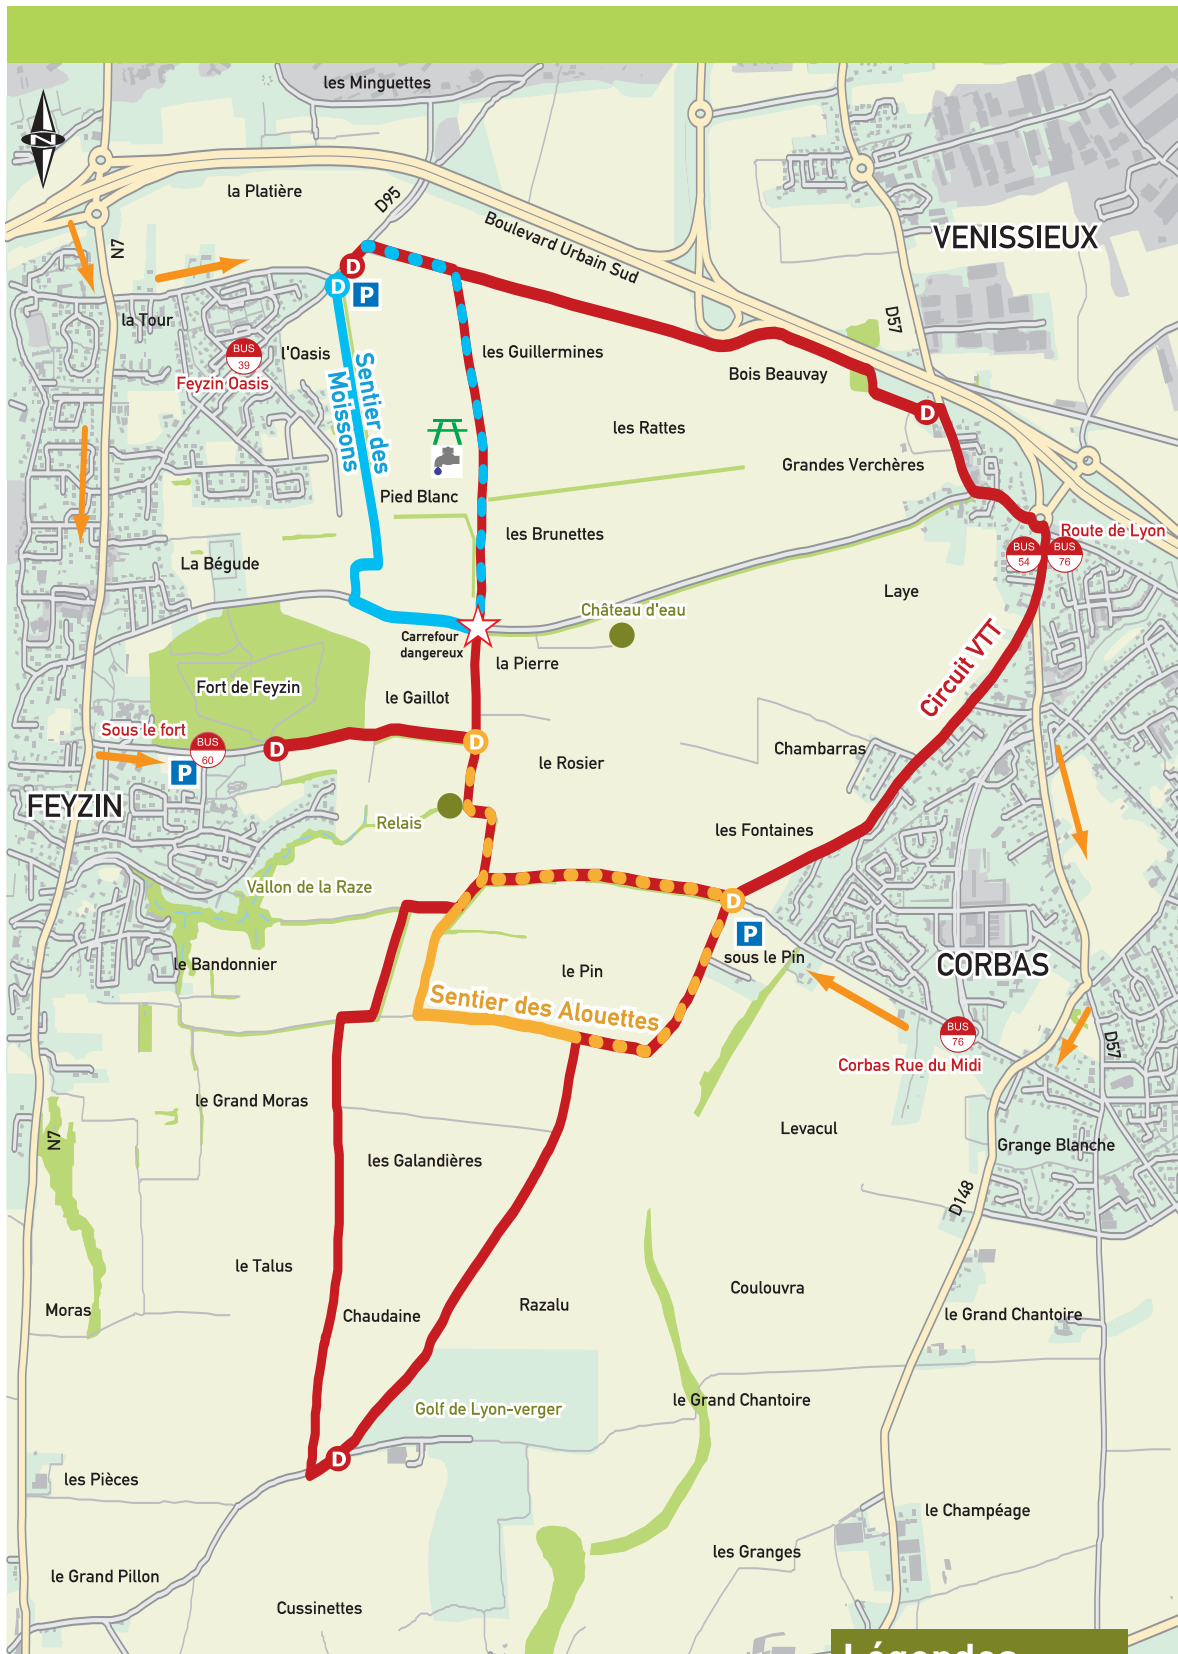 les Minguettes
N
la Platière
D95
Boulevard Urbain Sud
VENISSIEUX
N7
D
D
P
la Tour
D57
BUS
39
l'Oasis
Feyzin Oasis
Sentier des
Moissons
les Guillermines
Bois Beauvay
D
les Rattes
Grandes Verchères
Pied Blanc
les Brunettes
Route de Lyon
BUS
54
BUS
76
La Bégude
Laye
Château d'eau
Carrefour
dangereux
la Pierre
Circuit VTT
Fort de Feyzin
le Gaillot
Sous le fort
BUS
60
D
D
P
Chambarras
le Rosier
FEYZIN
Relais
les Fontaines
Vallon de la Raze
D
P
sous le Pin
le Bandonnier
le Pin
CORBAS
Sentier des Alouettes
BUS
76
Corbas Rue du Midi
D57
le Grand Moras
Levacul
N7
Grange Blanche
les Galandières
D148
le Talus
Coulouvra
Moras
Chaudaine
Razalu
le Grand Chantoire
Golf de Lyon-verger
le Grand Chantoire
D
les Pièces
le Champéage
les Granges
le Grand Pillon
Cussinettes
Légendes